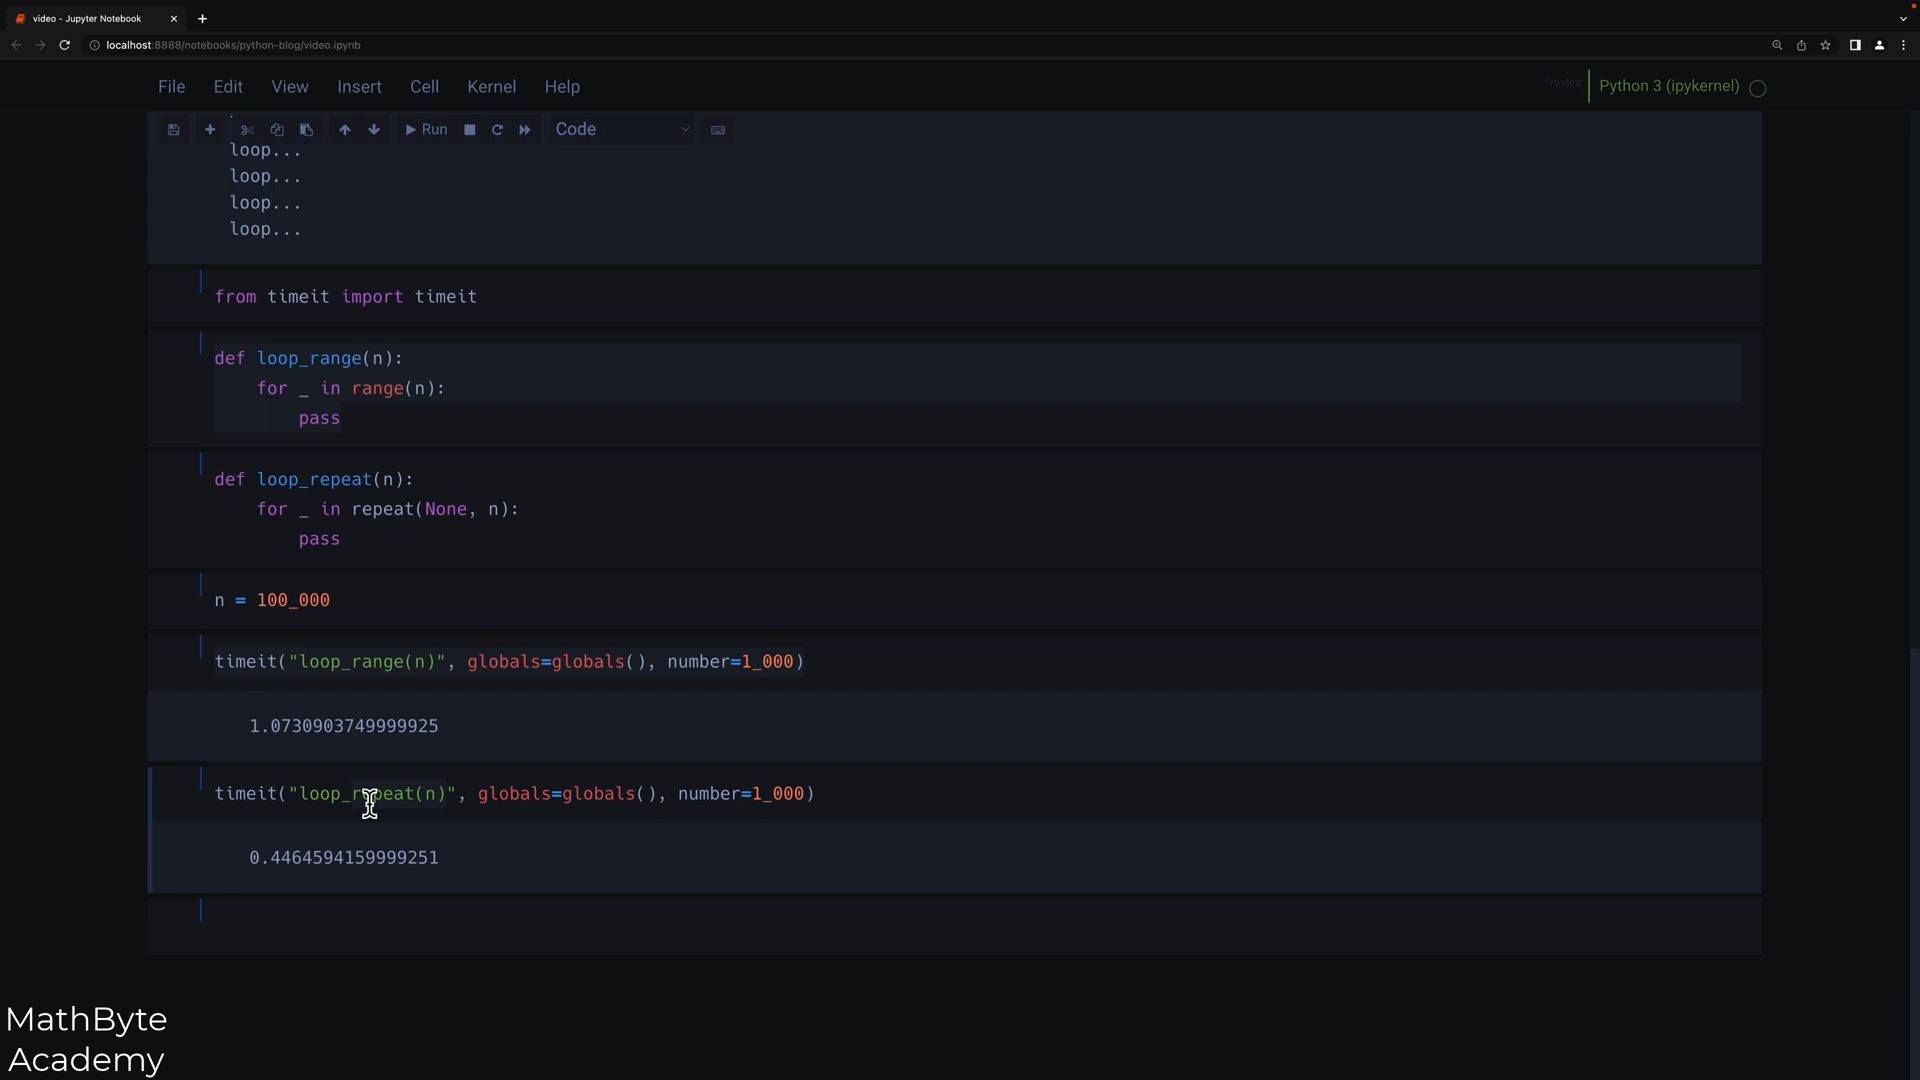 video - Jupyter Notebook
localhost:8888/notebooks/python-blog/video.ipynb
File Edit View Insert Cell Kernel Help
Trusted
Python 3 (ipykernel)
Run
Code
loop...
loop...
loop...
loop...
from timeit import timeit
def loop_range(n):
    for _ in range(n):
        pass
def loop_repeat(n):
    for _ in repeat(None, n):
        pass
n = 100_000
timeit("loop_range(n)", globals=globals(), number=1_000)
1.0730903749999925
timeit("loop_repeat(n)", globals=globals(), number=1_000)
0.4464594159999251
MathByte
Academy